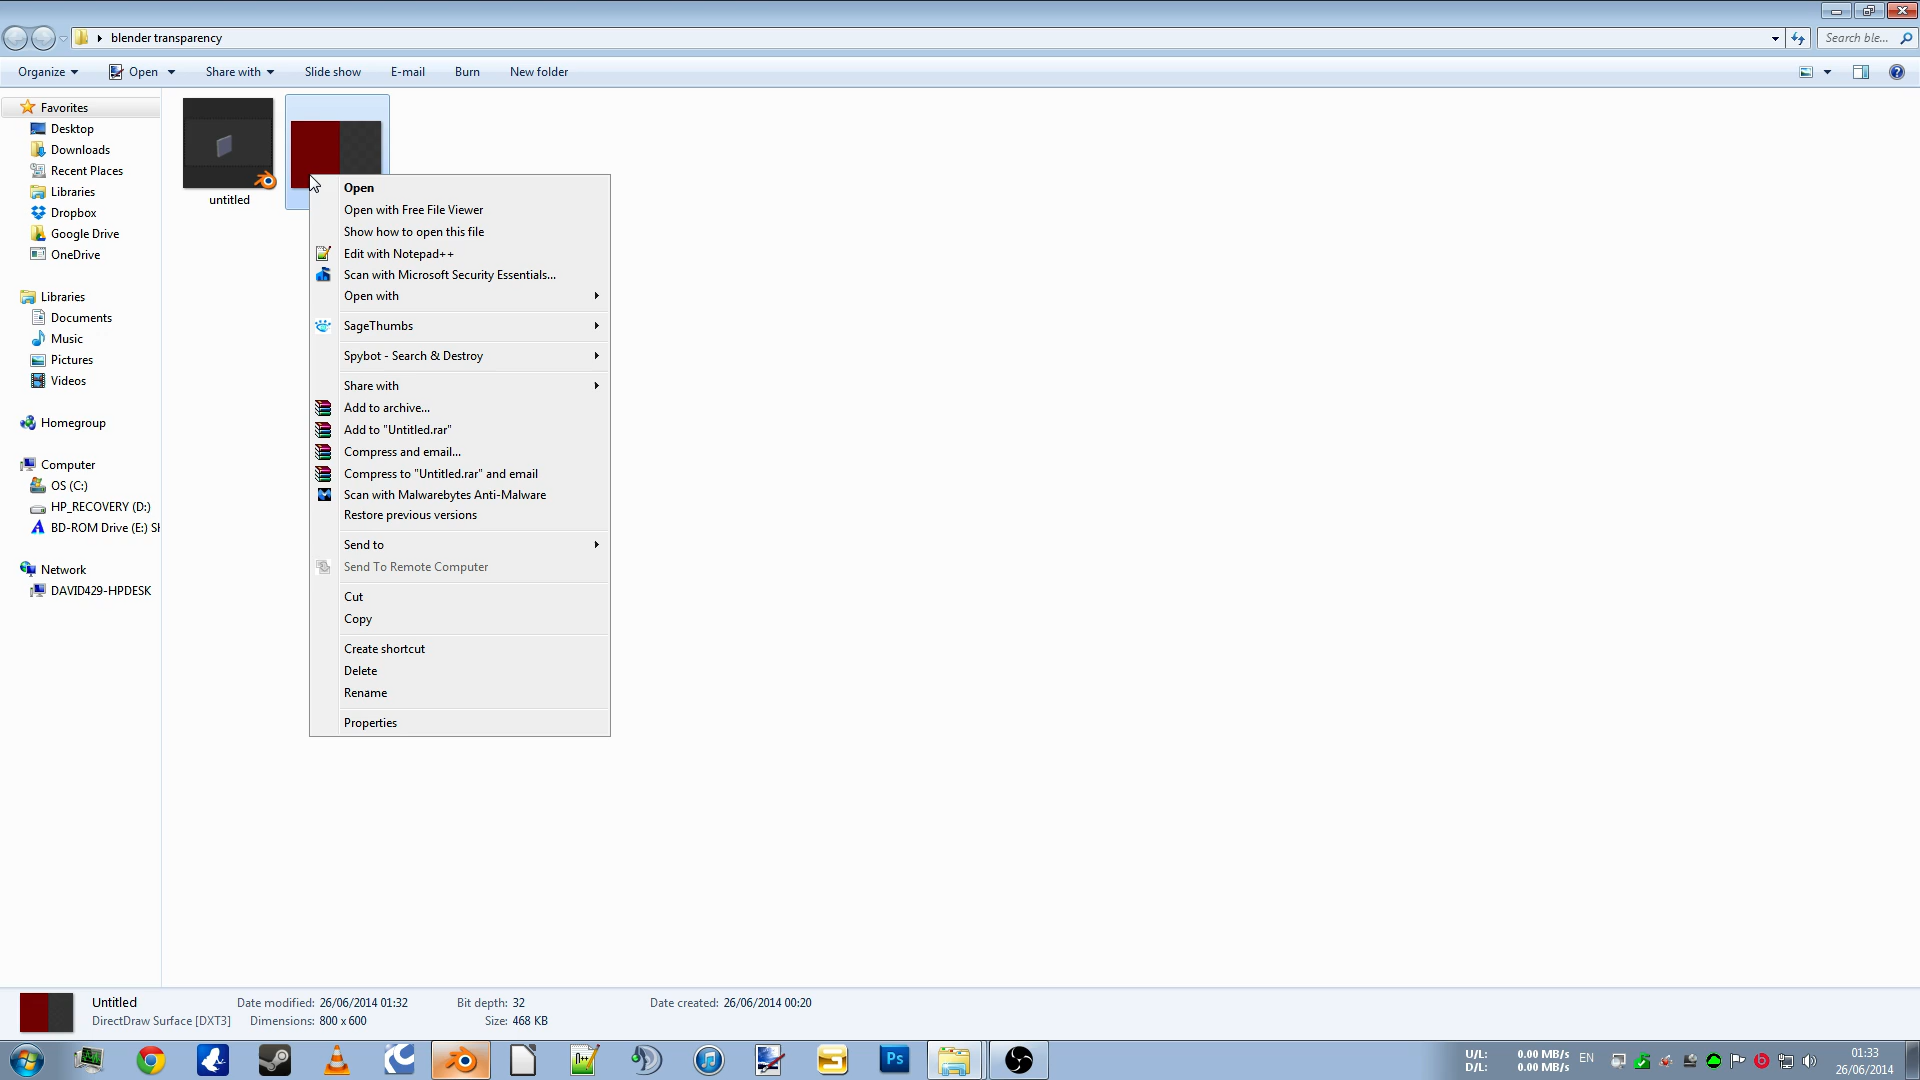 blender transparency
Search ble...
Organize
Open
Share with
Slide show
E-mail
Burn
New folder
Favorites
Desktop
Downloads
Recent Places
Libraries
Dropbox
Google Drive
OneDrive
Libraries
Documents
Music
Pictures
Videos
Homegroup
Computer
OS (C:)
HP_RECOVERY (D:)
BD-ROM Drive (E:) SH
Network
DAVID429-HPDESK
untitled
Open
Open with Free File Viewer
Show how to open this file
Edit with Notepad++
Scan with Microsoft Security Essentials...
Open with
SageThumbs
Spybot - Search & Destroy
Share with
Add to archive...
Add to "Untitled.rar"
Compress and email...
Compress to "Untitled.rar" and email
Scan with Malwarebytes Anti-Malware
Restore previous versions
Send to
Send To Remote Computer
Cut
Copy
Create shortcut
Delete
Rename
Properties
Untitled Date modified: 26/06/2014 01:32 Bit depth: 32 Date created: 26/06/2014 00:20
DirectDraw Surface [DXT3] Dimensions: 800 x 600 Size: 468 KB
Ps
U/L: 0.00 MB/s
D/L: 0.00 MB/s
EN
01:33
26/06/2014